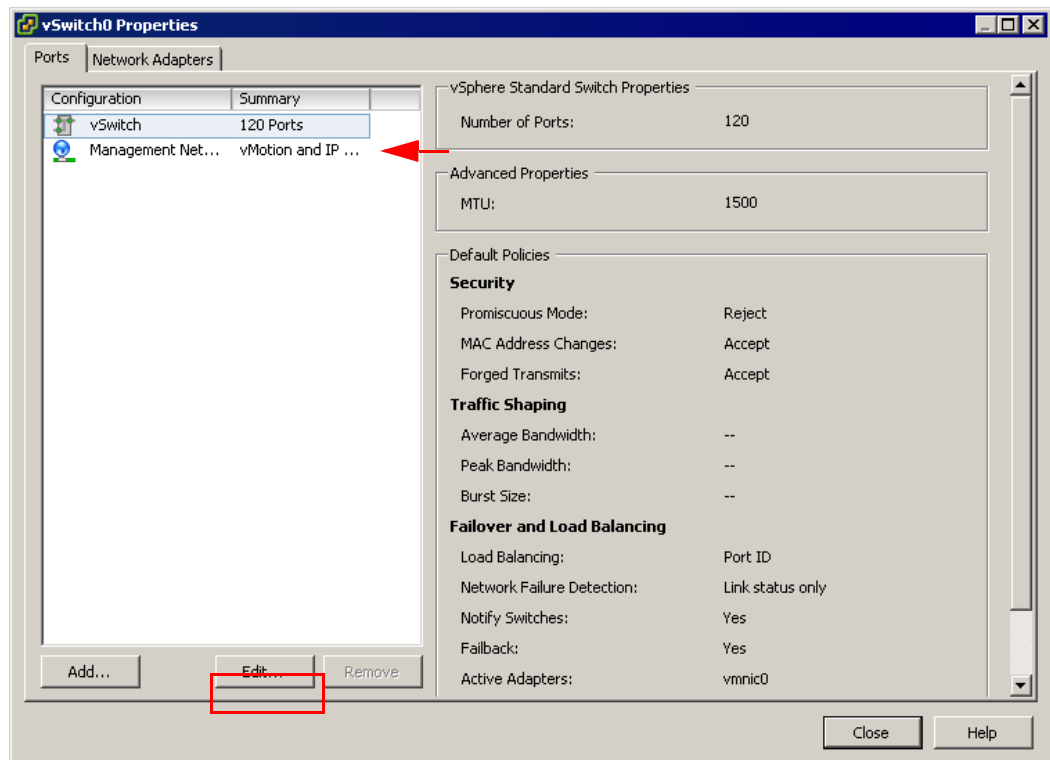 vSwitch0 Properties
Ports Network Adapters
Configuration Summary
vSwitch 120 Ports
Management Net... vMotion and IP ...
Add... Edit... Remove
vSphere Standard Switch Properties
Number of Ports: 120
Advanced Properties
MTU: 1500
Default Policies
Security
Promiscuous Mode: Reject
MAC Address Changes: Accept
Forged Transmits: Accept
Traffic Shaping
Average Bandwidth: --
Peak Bandwidth: --
Burst Size: --
Failover and Load Balancing
Load Balancing: Port ID
Network Failure Detection: Link status only
Notify Switches: Yes
Failback: Yes
Active Adapters: vmnic0
Close Help